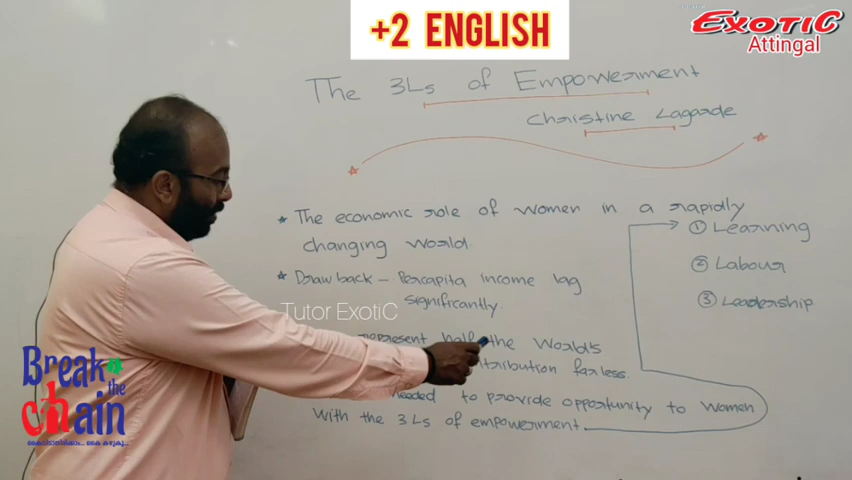 +2 ENGLISH
EXOTIC
Attingal
The 3Ls of Empowerment
Christine Lagarde
The economic role of women in a rapidly
changing world.
Draw back – Percapita income lag
significantly
represent half the World's
contribution far less.
needed to provide opportunity to women
With the 3Ls of empowerment.
① Learning
② Labour
③ Leadership
Tutor ExotiC
Break
the
chain
കൈവിടാതിരിക്കാം... കൈ കഴുകൂ...